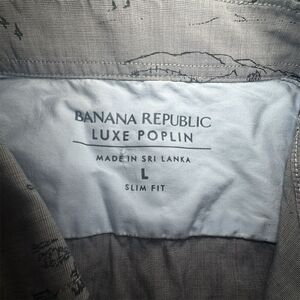 BANANA REPUBLIC
LUXE POPLIN
MADE IN SRI LANKA
L
SLIM FIT